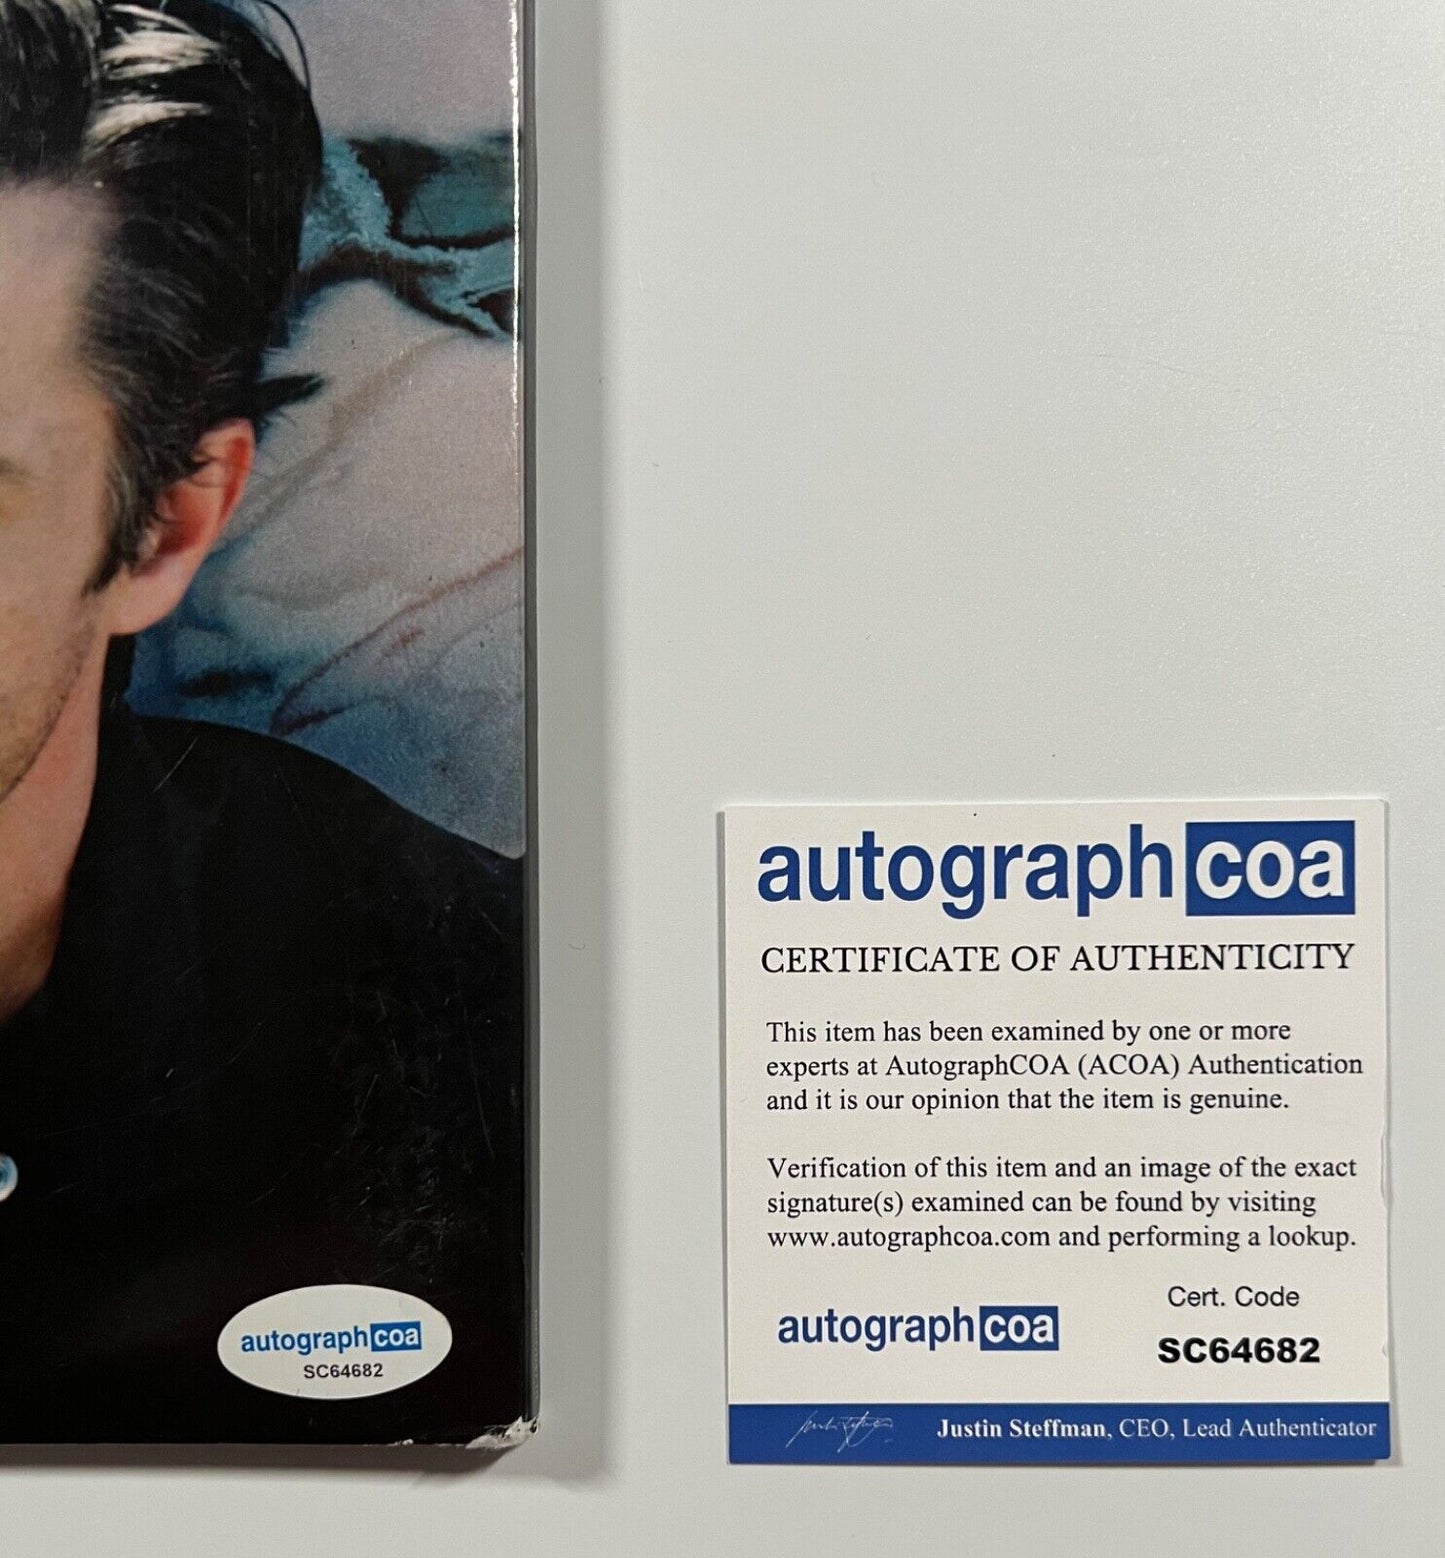 autographcoa
SC64682
autographcoa
CERTIFICATE OF AUTHENTICITY
This item has been examined by one or more
experts at AutographCOA (ACOA) Authentication
and it is our opinion that the item is genuine.
Verification of this item and an image of the exact
signature(s) examined can be found by visiting
www.autographcoa.com and performing a lookup.
autographcoa
Cert. Code
SC64682
Justin Steffman, CEO, Lead Authenticator